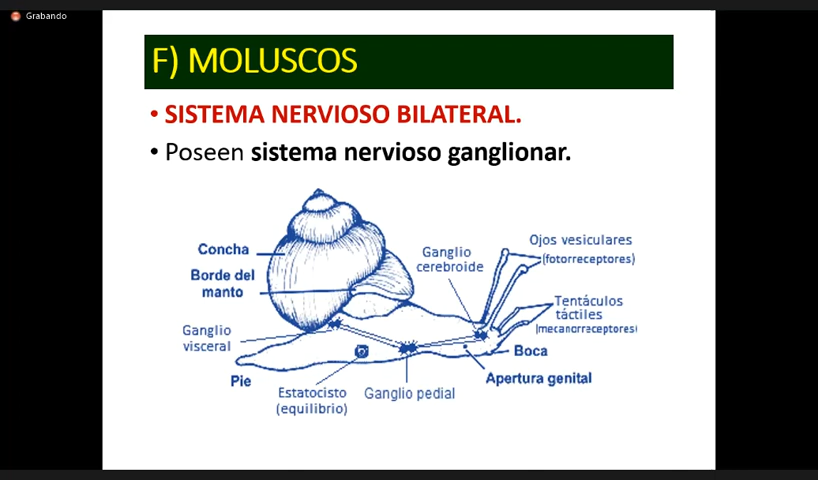 Grabando
F) MOLUSCOS
• SISTEMA NERVIOSO BILATERAL.
• Poseen sistema nervioso ganglionar.
Concha
Borde del
manto
Ganglio
visceral
Pie
Estatocisto
(equilibrio)
Ganglio pedial
Ganglio
cerebroide
Ojos vesiculares
(fotorreceptores)
Tentáculos
táctiles
(mecanorraceptores)
Boca
Apertura genital